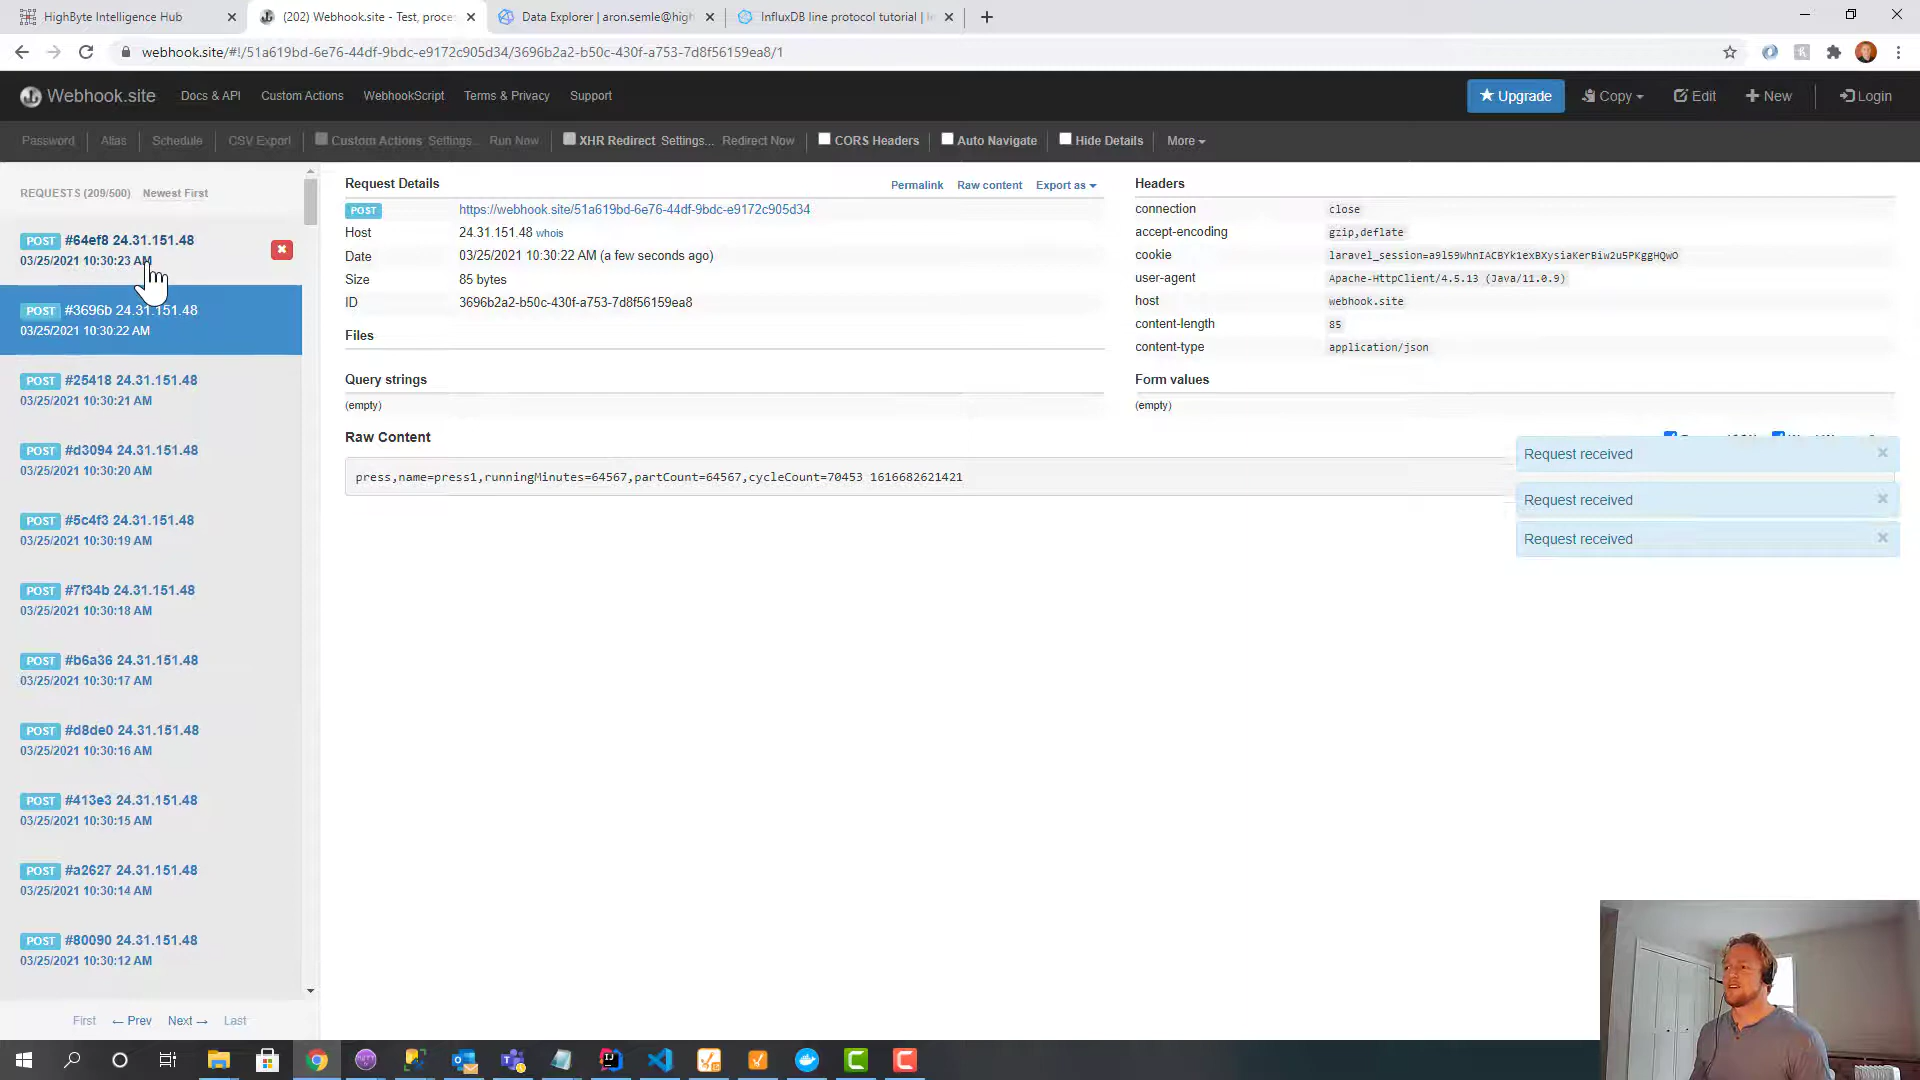 HighByte Intelligence Hub
(202) Webhook.site - Test, proce
Data Explorer | aron.semle@high
InfluxDB line protocol tutorial |
webhook.site/#!/51a619bd-6e76-44df-9bdc-e9172c905d34/3696b2a2-b50c-430f-a753-7d8f56159ea8/1
Webhook.site Docs & API Custom Actions WebhookScript Terms & Privacy Support Upgrade Copy Edit New Login
Password Alias Schedule CSV Export Custom Actions Settings... Run Now XHR Redirect Settings... Redirect Now CORS Headers Auto Navigate Hide Details More
REQUESTS (209/500) Newest First
POST #64ef8 24.31.151.48
03/25/2021 10:30:23 AM
POST #3696b 24.31.151.48
03/25/2021 10:30:22 AM
POST #25418 24.31.151.48
03/25/2021 10:30:21 AM
POST #d3094 24.31.151.48
03/25/2021 10:30:20 AM
POST #5c4f3 24.31.151.48
03/25/2021 10:30:19 AM
POST #7f34b 24.31.151.48
03/25/2021 10:30:18 AM
POST #b6a36 24.31.151.48
03/25/2021 10:30:17 AM
POST #d8de0 24.31.151.48
03/25/2021 10:30:16 AM
POST #413e3 24.31.151.48
03/25/2021 10:30:15 AM
POST #a2627 24.31.151.48
03/25/2021 10:30:14 AM
POST #80090 24.31.151.48
03/25/2021 10:30:12 AM
First ← Prev Next → Last
Request Details Permalink Raw content Export as
POST https://webhook.site/51a619bd-6e76-44df-9bdc-e9172c905d34
Host 24.31.151.48 whois
Date 03/25/2021 10:30:22 AM (a few seconds ago)
Size 85 bytes
ID 3696b2a2-b50c-430f-a753-7d8f56159ea8
Files
Query strings
(empty)
Headers
connection close
accept-encoding gzip,deflate
cookie laravel_session=a9l59WhnIACBYk1exBXysiaKerBiw2u5PKggHQwO
user-agent Apache-HttpClient/4.5.13 (Java/11.0.9)
host webhook.site
content-length 85
content-type application/json
Form values
(empty)
Raw Content
press,name=press1,runningMinutes=64567,partCount=64567,cycleCount=70453 1616682621421
Request received
Request received
Request received